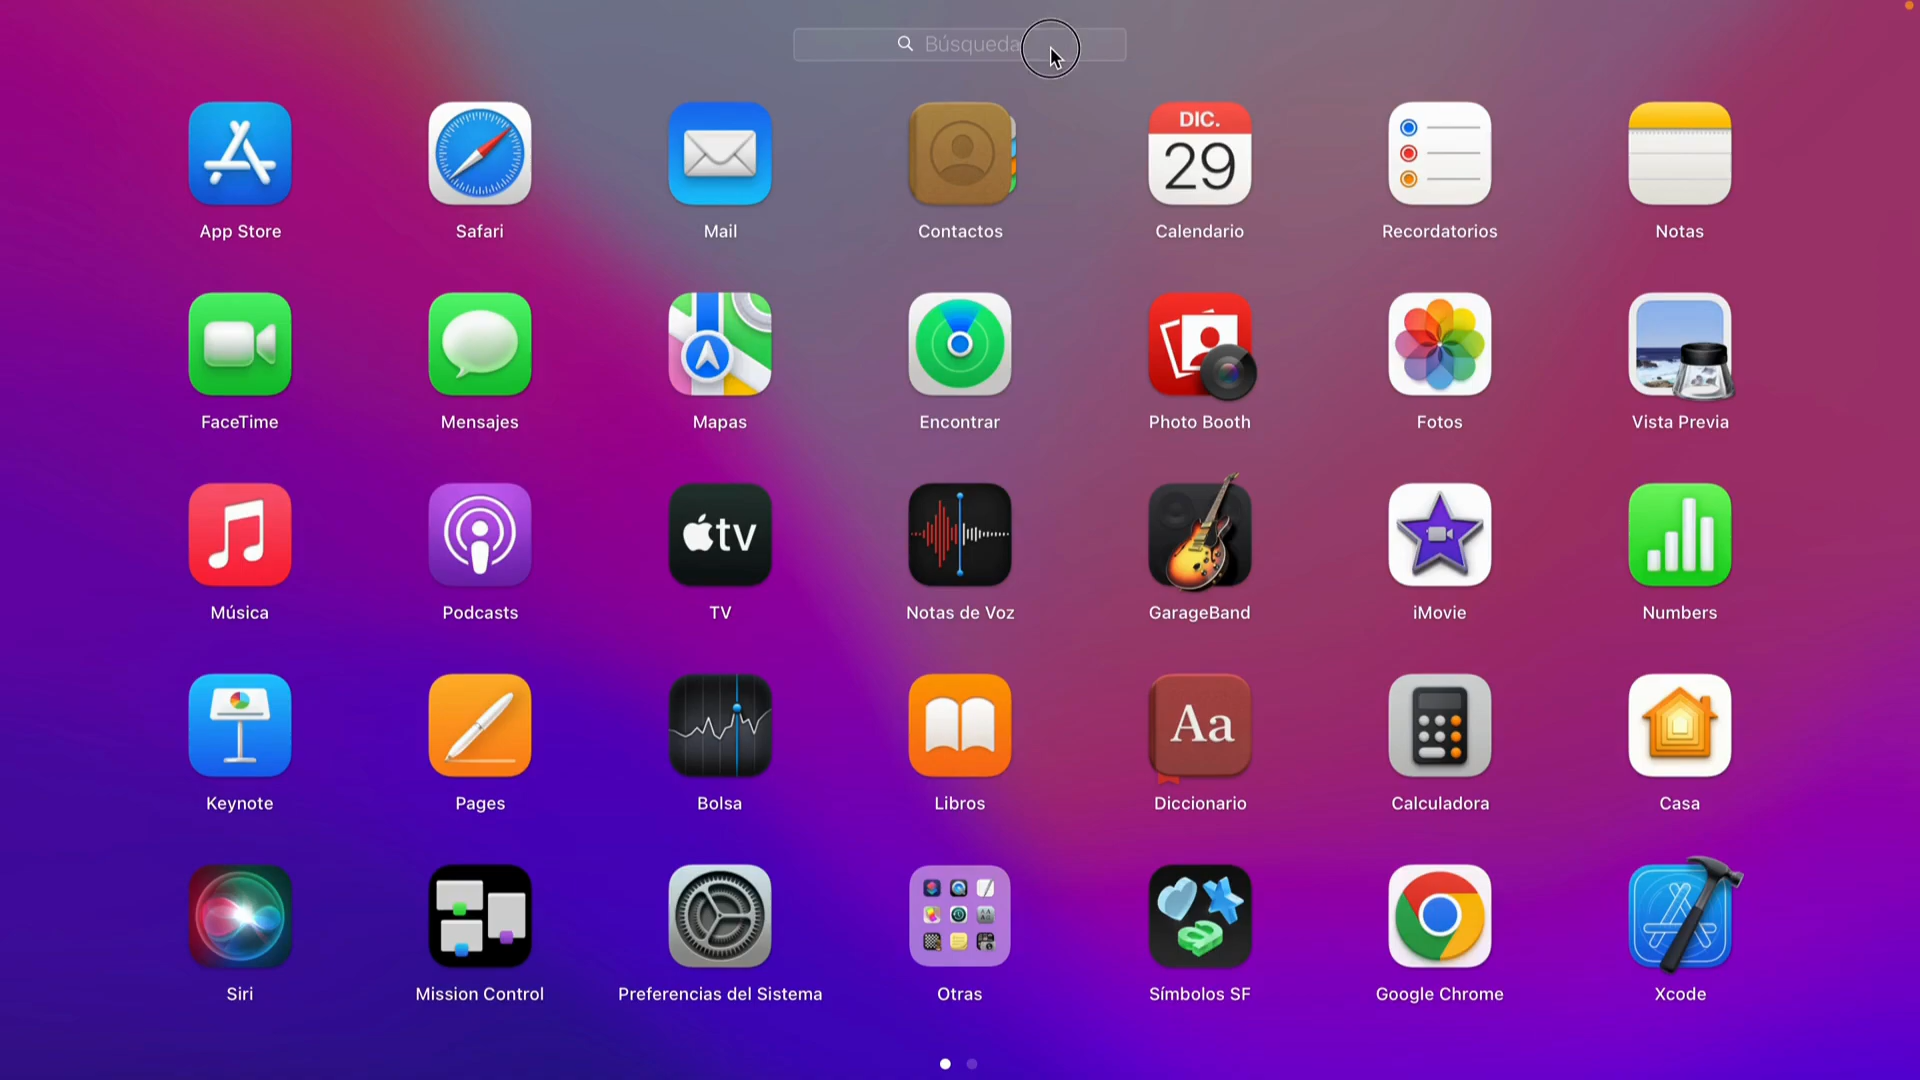 Búsqueda
DIC.
29
App Store
Safari
Mail
Contactos
Calendario
Recordatorios
Notas
FaceTime
Mensajes
Mapas
Encontrar
Photo Booth
Fotos
Vista Previa
tv
Música
Podcasts
TV
Notas de Voz
GarageBand
iMovie
Numbers
Aa
Keynote
Pages
Bolsa
Libros
Diccionario
Calculadora
Casa
a
Siri
Mission Control
Preferencias del Sistema
Otras
Símbolos SF
Google Chrome
Xcode